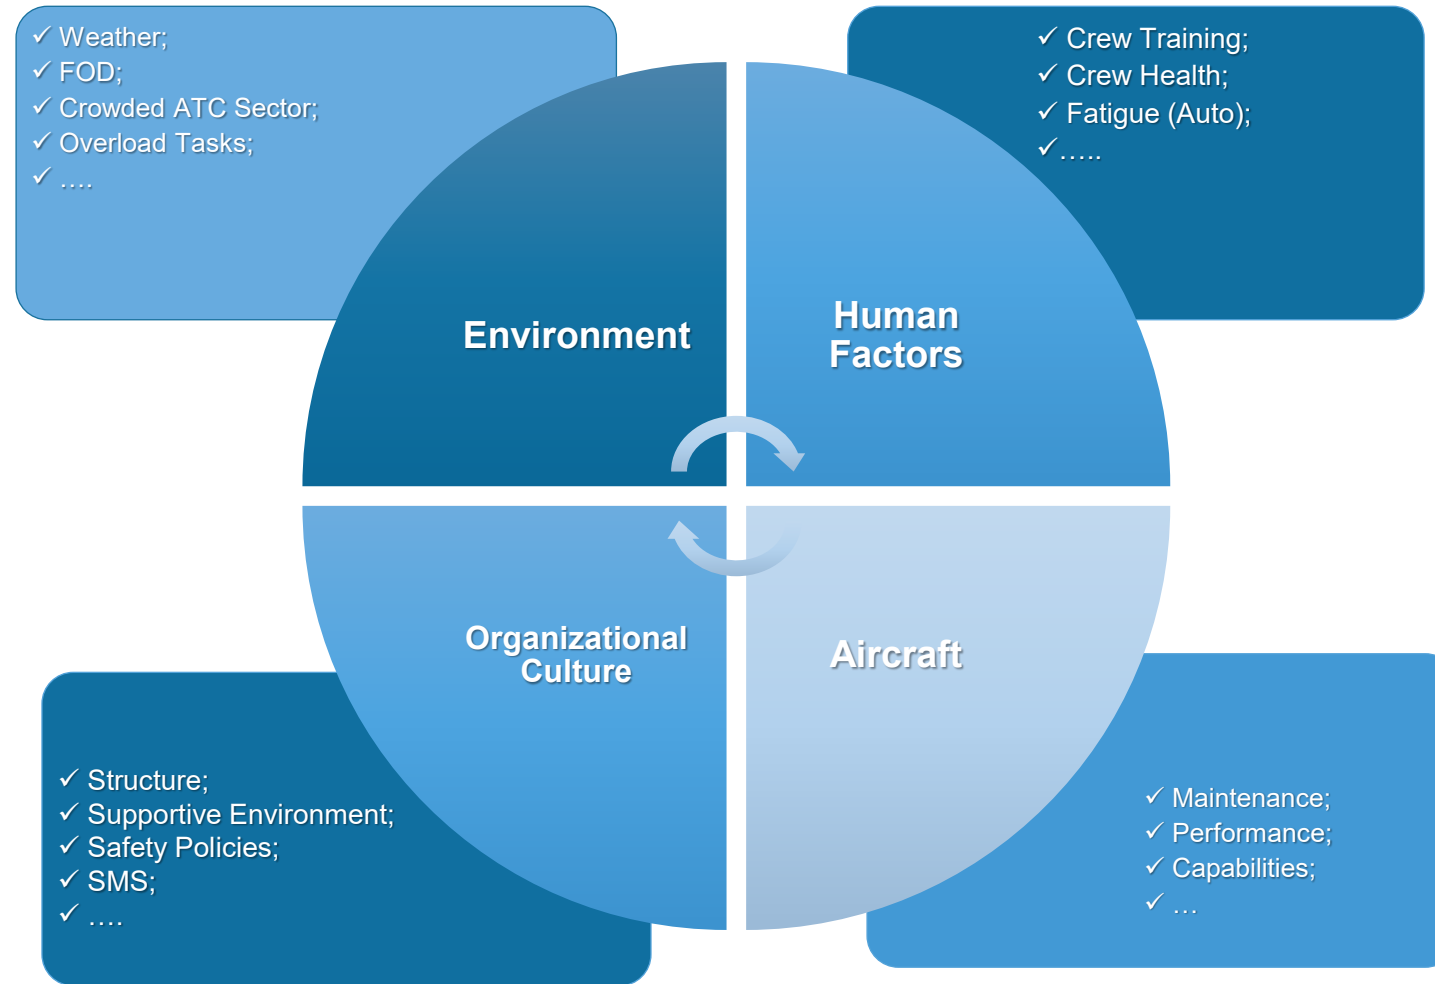 ✓ Weather;
✓ FOD;
✓ Crowded ATC Sector;
✓ Overload Tasks;
✓ ….
✓ Crew Training;
✓ Crew Health;
✓ Fatigue (Auto);
✓…..
Environment
Human
Factors
Organizational
Culture
Aircraft
✓ Structure;
✓ Supportive Environment;
✓ Safety Policies;
✓ SMS;
✓ ….
✓ Maintenance;
✓ Performance;
✓ Capabilities;
✓ …